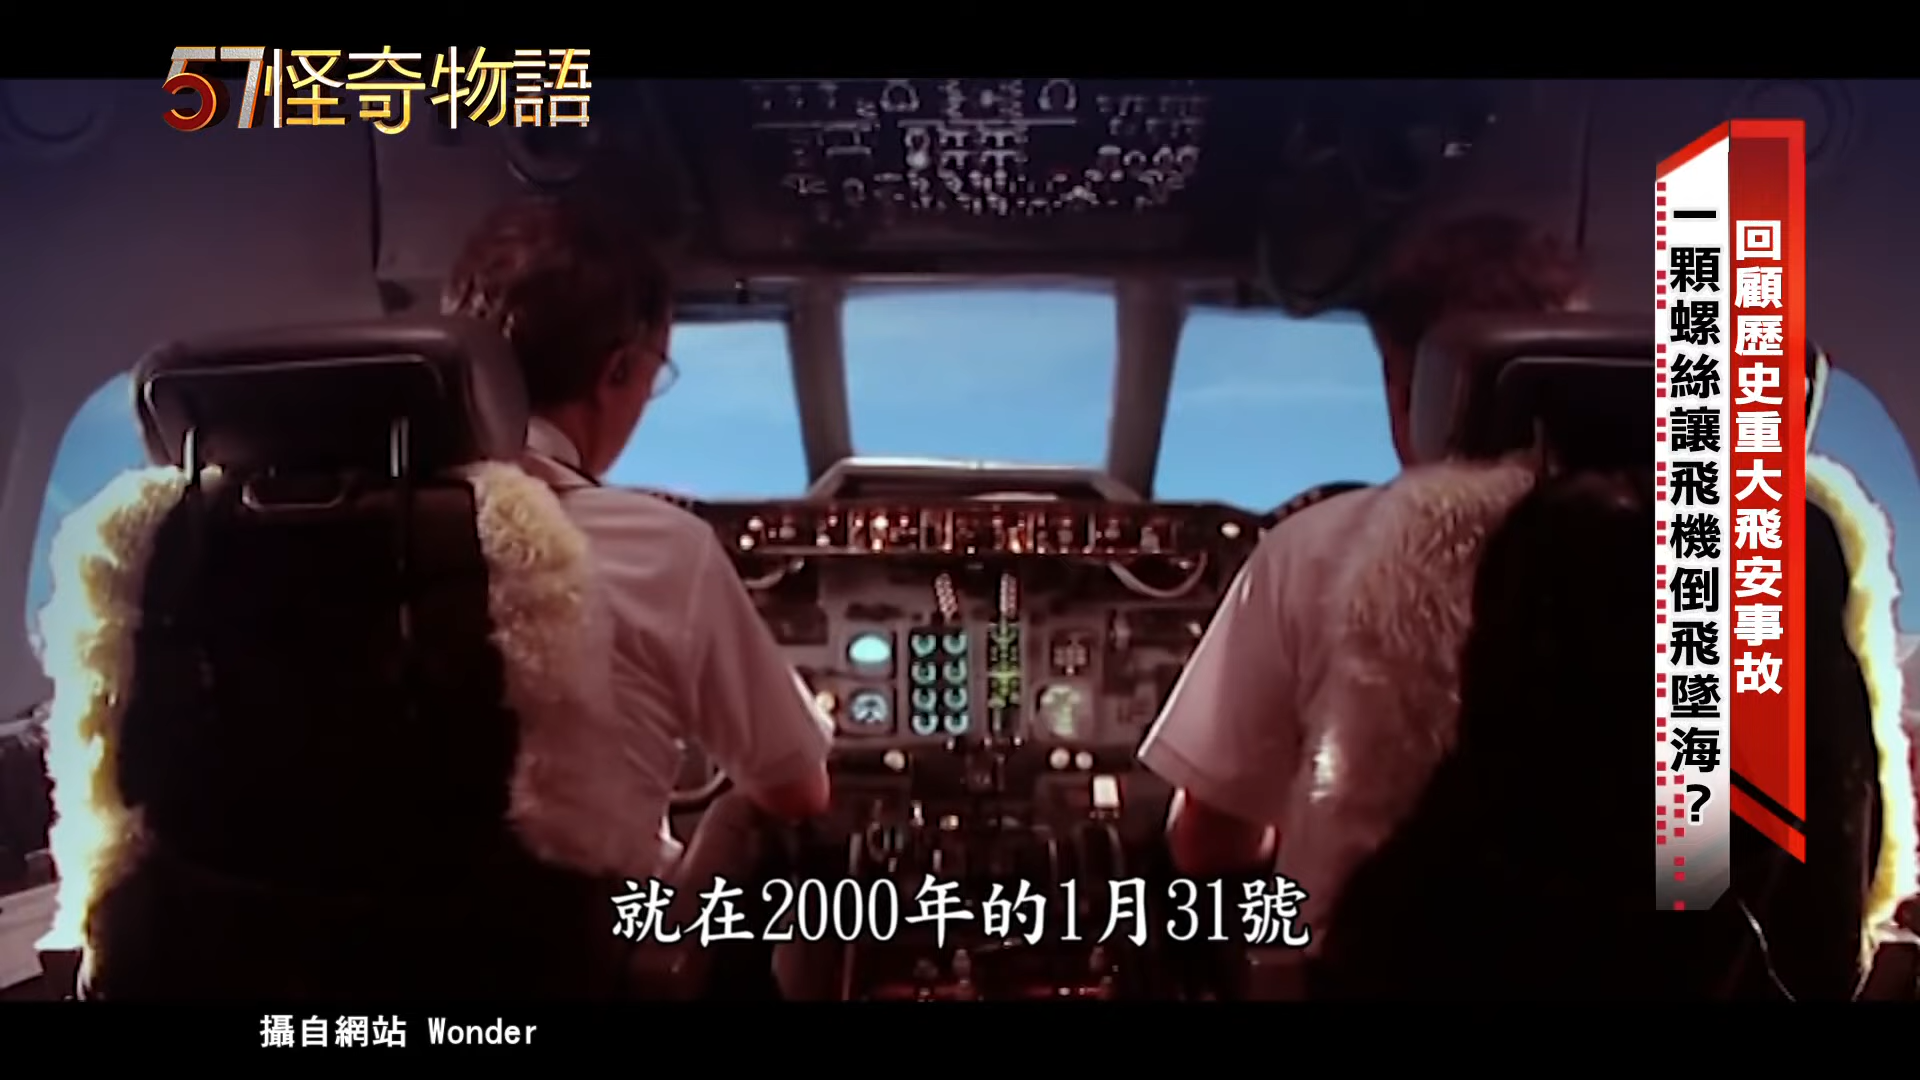 57怪奇物語
回顧歷史重大飛安事故
一顆螺絲讓飛機倒飛墜海?
就在2000年的1月31號
攝自網站 Wonder